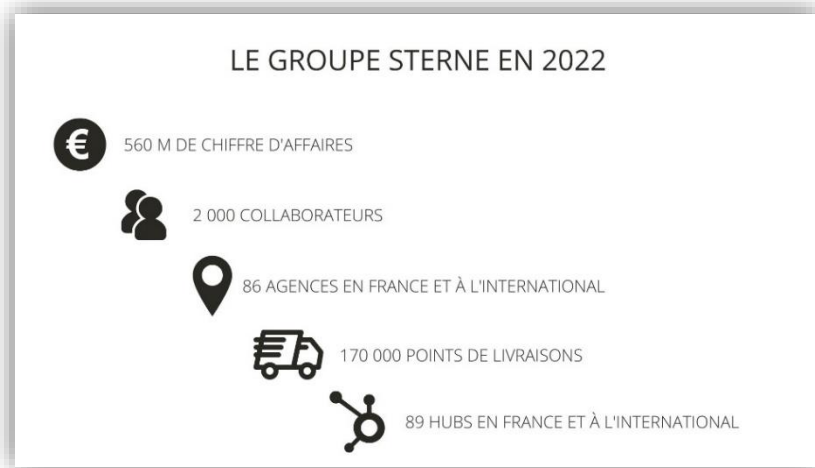 LE GROUPE STERNE EN 2022
€
560 M DE CHIFFRE D'AFFAIRES
2 000 COLLABORATEURS
86 AGENCES EN FRANCE ET À L'INTERNATIONAL
170 000 POINTS DE LIVRAISONS
89 HUBS EN FRANCE ET À L'INTERNATIONAL